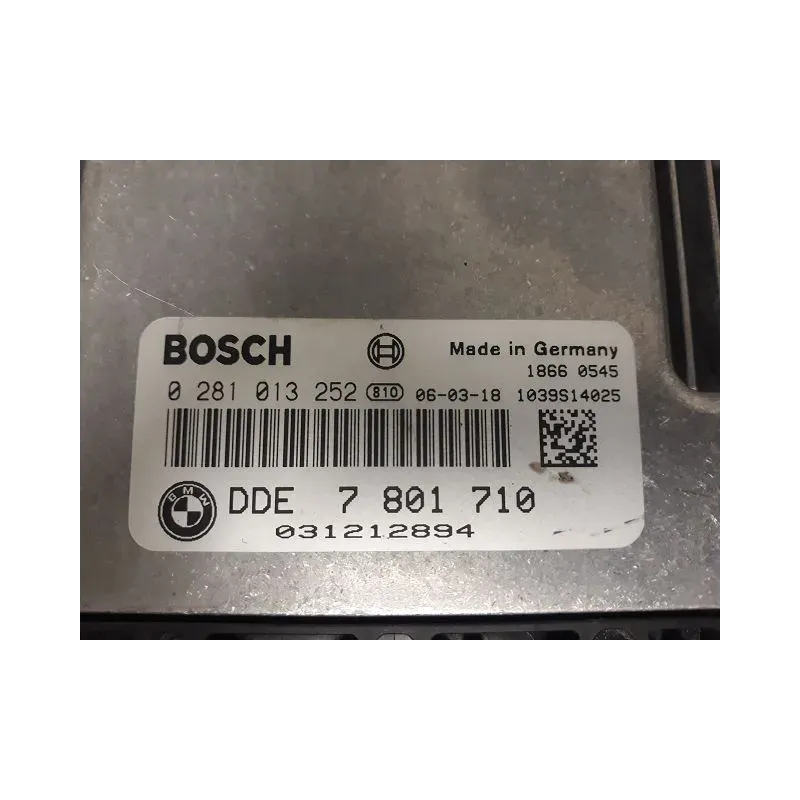 BOSCH Made in Germany
1866 0545
0 281 013 252 810 06-03-18 1039S14025
BMW DDE 7 801 710
031212894